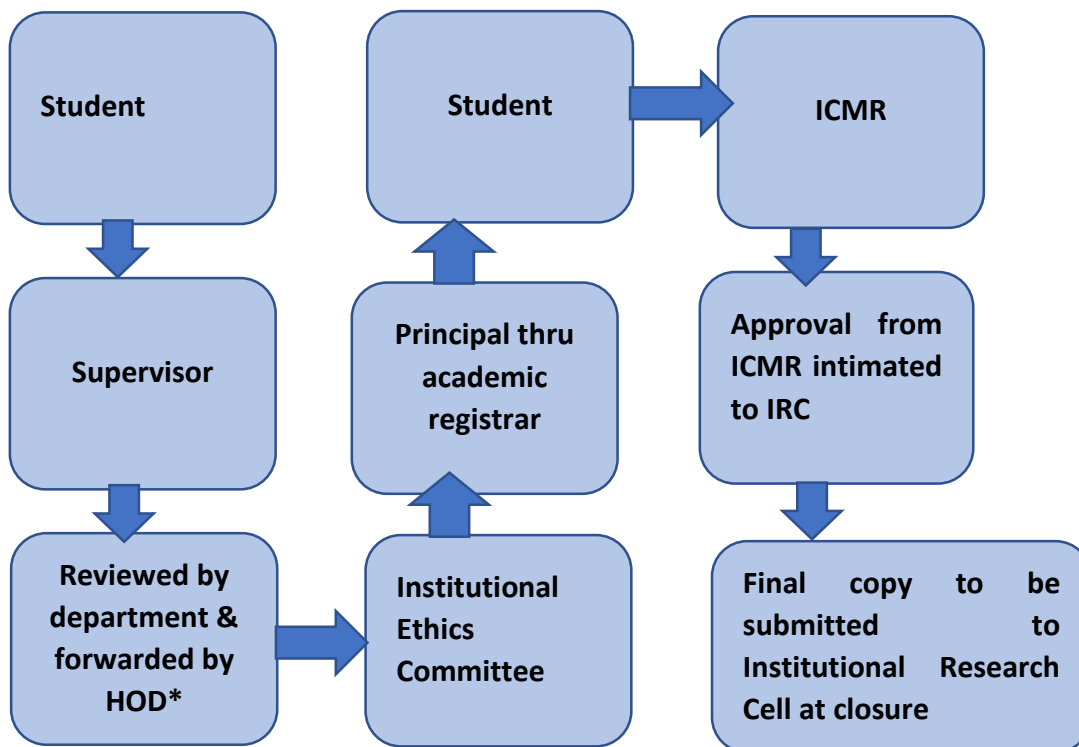 Student
Supervisor
Reviewed by
department &
forwarded by
HOD*
Institutional
Ethics
Committee
Principal thru
academic
registrar
Student
ICMR
Approval from
ICMR intimated
to IRC
Final copy to be
submitted to
Institutional Research
Cell at closure